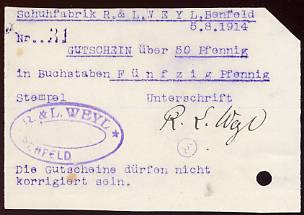 Schuhfabrik R.& L.W E Y L,Benfeld
5.8.1914
Nr... 31
GUTSCHEIN über 50 Pfennig
in Buchstaben F ü n f z i g Pfennig
Stempel Unterschrift
R. & L. WEYL ★
BENFELD
R. L. Weyl
Die Gutscheine dürfen nicht
korrigiert sein.